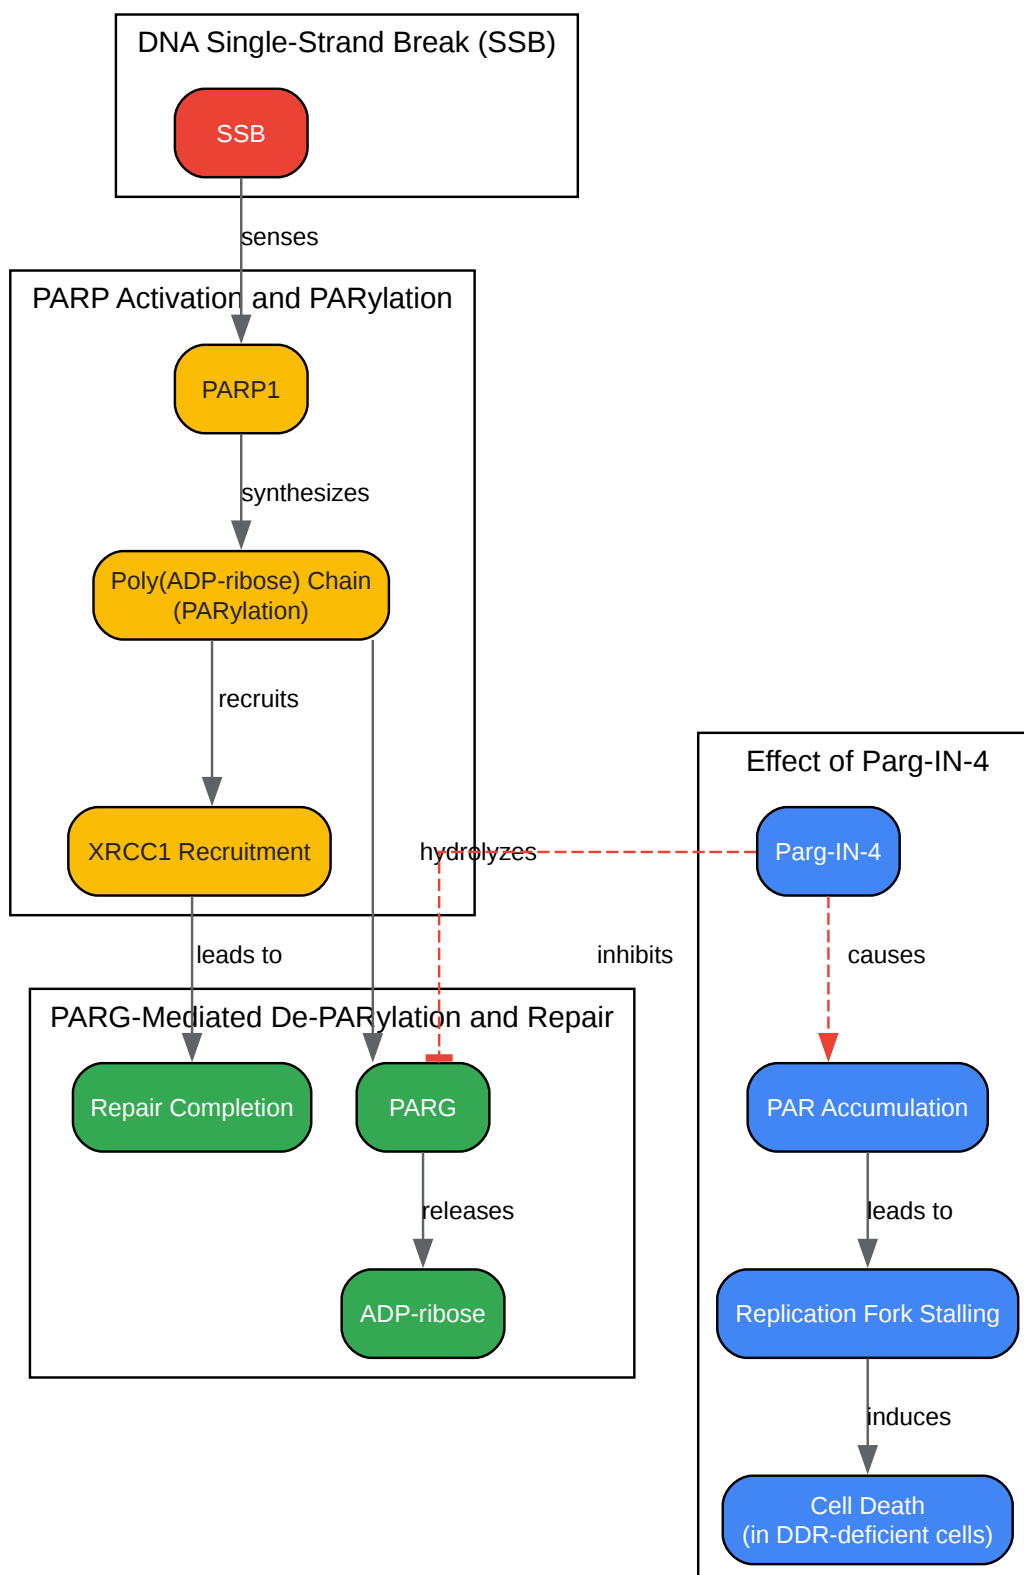 DNA Single-Strand Break (SSB)
SSB
senses
PARP Activation and PARylation
PARP1
synthesizes
Poly(ADP-ribose) Chain
(PARylation)
recruits
Effect of Parg-IN-4
XRCC1 Recruitment
hydrolyzes
Parg-IN-4
leads to
inhibits
causes
PARG-Mediated De-PARylation and Repair
Repair Completion
PARG
PAR Accumulation
releases
leads to
ADP-ribose
Replication Fork Stalling
induces
Cell Death
(in DDR-deficient cells)